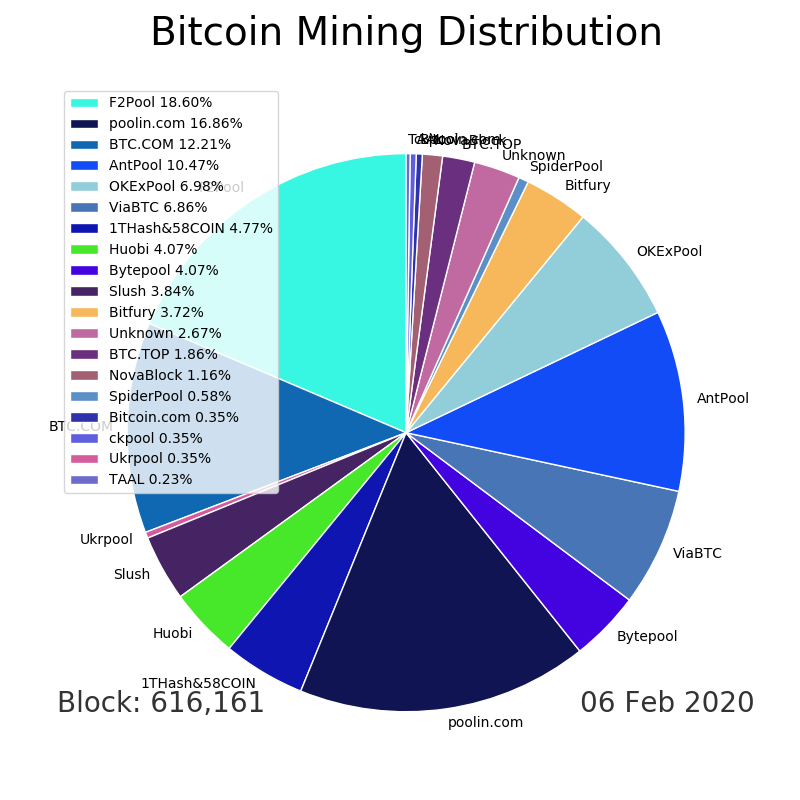 Bitcoin Mining Distribution
F2Pool 18.60%
poolin.com 16.86%
BTC.COM 12.21%
AntPool 10.47%
OKExPool 6.98%
ViaBTC 6.86%
1THash&58COIN 4.77%
Huobi 4.07%
Bytepool 4.07%
Slush 3.84%
Bitfury 3.72%
Unknown 2.67%
BTC.TOP 1.86%
NovaBlock 1.16%
SpiderPool 0.58%
Bitcoin.com 0.35%
ckpool 0.35%
Ukrpool 0.35%
TAAL 0.23%
NovaBlock
BTC.TOP
Unknown
SpiderPool
Bitfury
OKExPool
AntPool
ViaBTC
Bytepool
poolin.com
1THash&58COIN
Huobi
Slush
Ukrpool
BTC.COM
Block: 616,161
06 Feb 2020